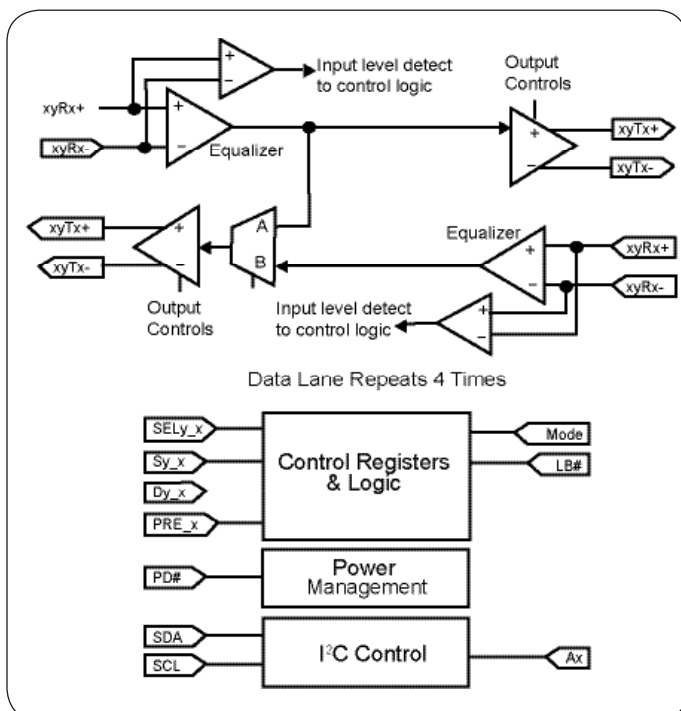 Input level detect
to control logic
Output
Controls
+
−
xyRx+
+
xyRx-
−
Equalizer
+
−
xyTx+
xyTx-
xyTx+
xyTx-
+
−
A
B
Equalizer
+
−
xyRx+
xyRx-
Output
Controls
Input level detect
to control logic
+
−
Data Lane Repeats 4 Times
SELy_x
Sy_x
Dy_x
PRE_x
Control Registers
& Logic
Mode
LB#
PD#
Power
Management
SDA
SCL
I²C Control
Ax